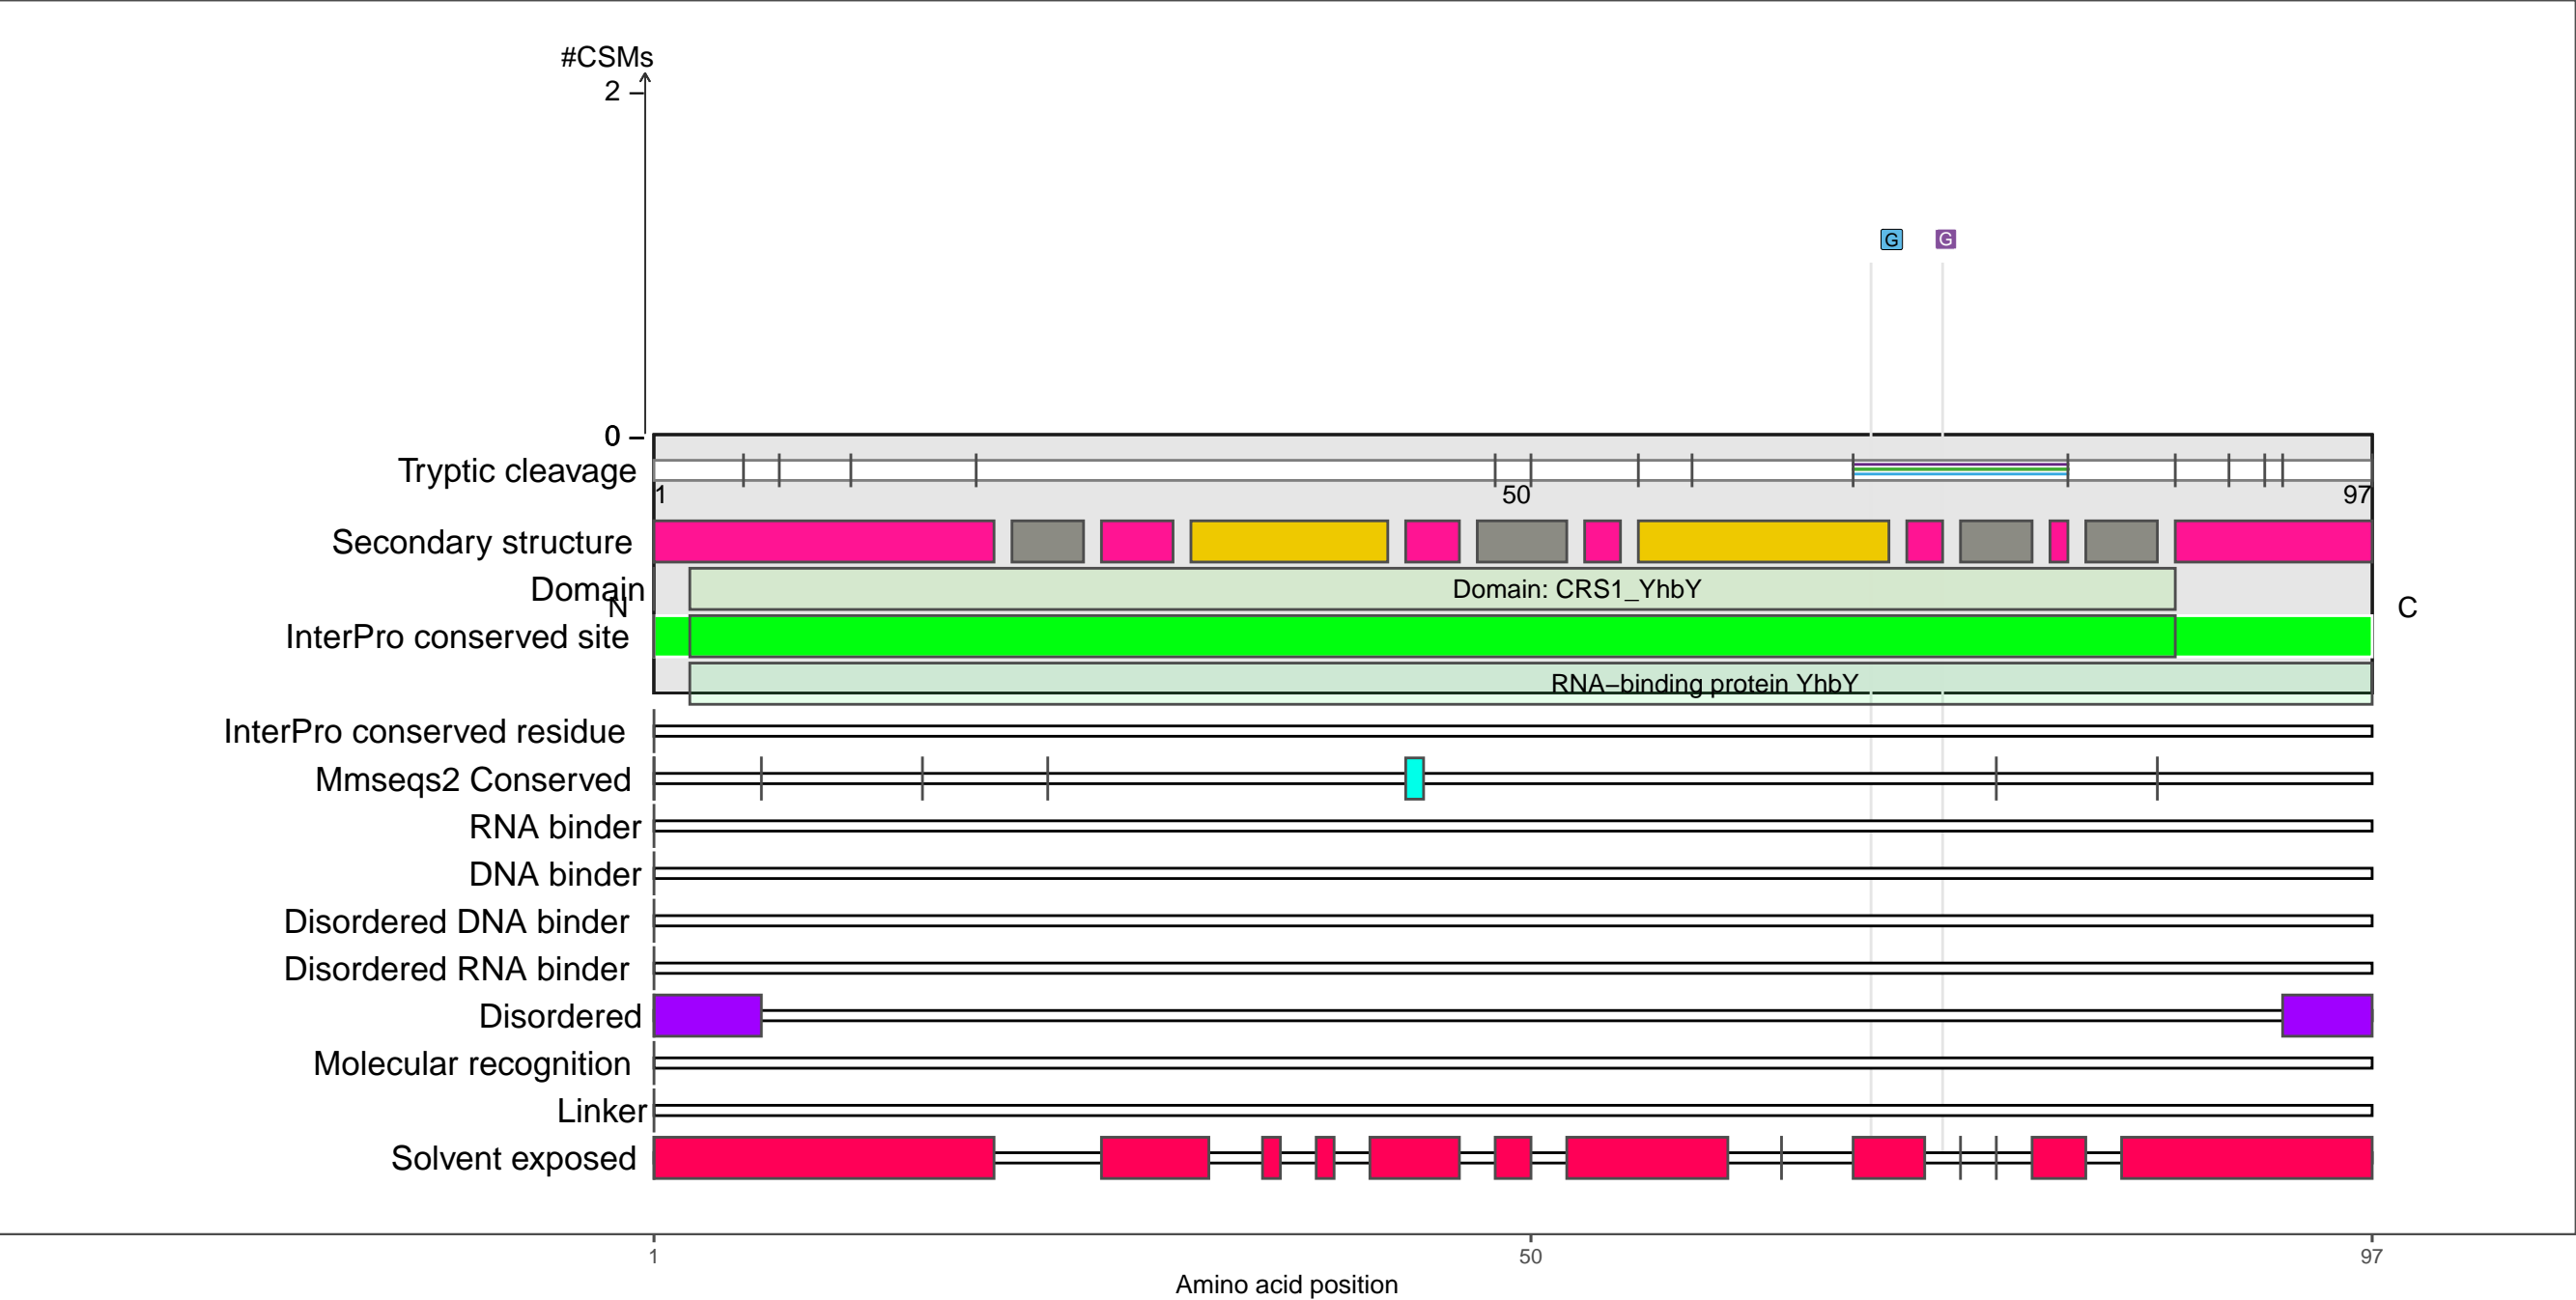 #CSMs
2
G G
0
Tryptic cleavage
1 50 97
Secondary structure
Domain
Domain: CRS1_YhbY
N
C
InterPro conserved site
RNA−binding protein YhbY
InterPro conserved residue
Mmseqs2 Conserved
RNA binder
DNA binder
Disordered DNA binder
Disordered RNA binder
Disordered
Molecular recognition
Linker
Solvent exposed
1 50 97
Amino acid position